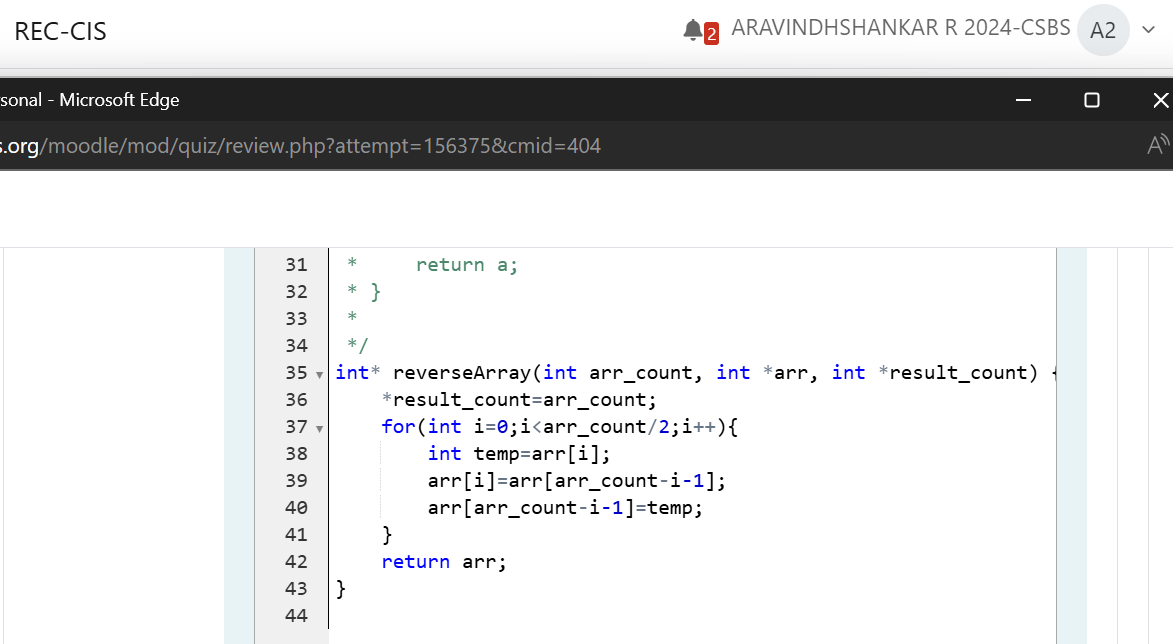 REC-CIS
2 ARAVINDHSHANKAR R 2024-CSBS A2
sonal - Microsoft Edge
s.org/moodle/mod/quiz/review.php?attempt=156375&cmid=404
31 *     return a;
32 * }
33 *
34 */
35 int* reverseArray(int arr_count, int *arr, int *result_count) {
36     *result_count=arr_count;
37     for(int i=0;i<arr_count/2;i++){
38         int temp=arr[i];
39         arr[i]=arr[arr_count-i-1];
40         arr[arr_count-i-1]=temp;
41     }
42     return arr;
43 }
44